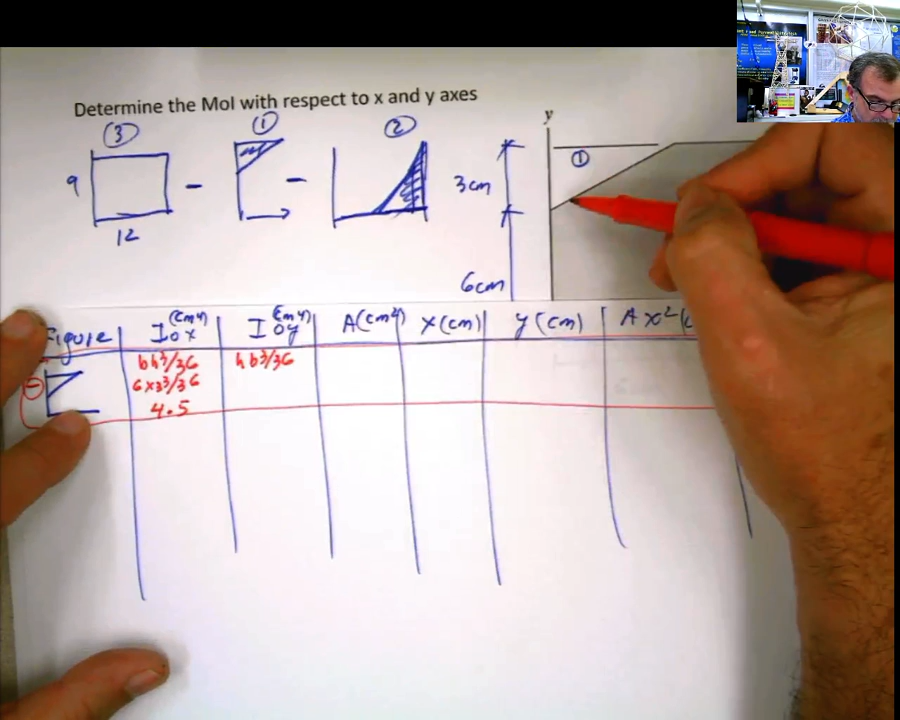 Determine the MoI with respect to x and y axes
③ ① ②
9
12
y
①
3cm
6cm
Figure I₀x (cm⁴) I₀y (cm⁴) A(cm²) X(cm) y(cm) A x²(c
bh³/36 hb³/36
6x3³/36
4.5